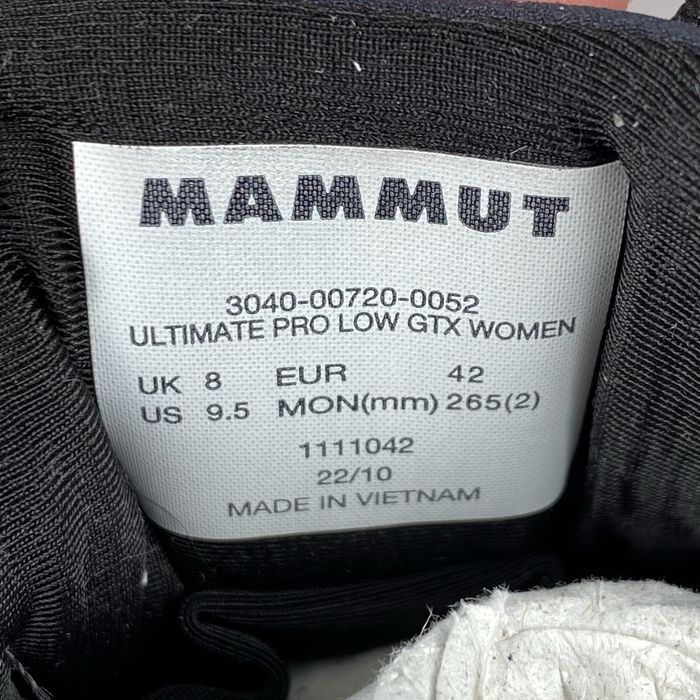 MAMMUT
3040-00720-0052
ULTIMATE PRO LOW GTX WOMEN
UK 8 EUR 42
US 9.5 MON(mm) 265(2)
1111042
22/10
MADE IN VIETNAM